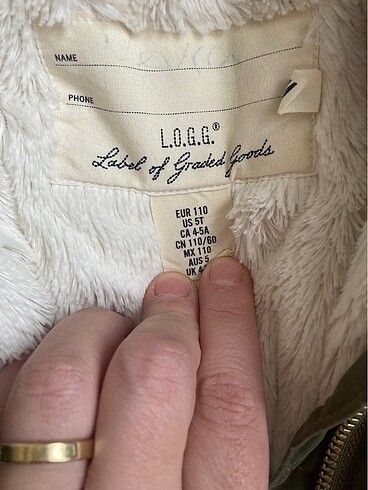 NAME
PHONE
L.O.G.G.®
Label of Graded Goods
EUR 110
US 5T
CA 4-5A
CN 110/60
MX 110
AUS 5
UK 4